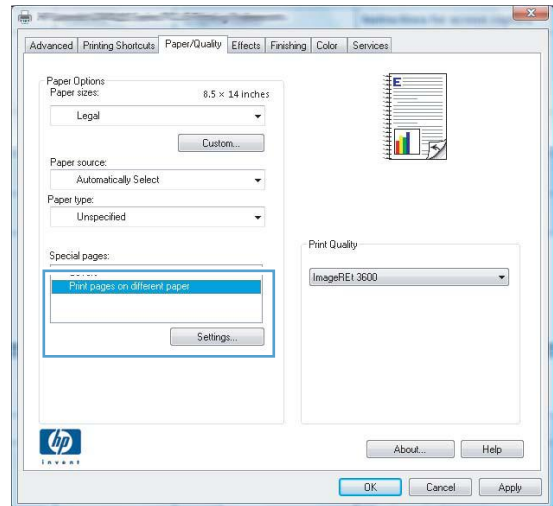 Advanced Printing Shortcuts Paper/Quality Effects Finishing Color Services
Paper Options
Paper sizes: 8.5 × 14 inches
Legal
Custom...
Paper source:
Automatically Select
Paper type:
Unspecified
Special pages:
Print pages on different paper
Settings...
E
Print Quality
ImageREt 3600
hp
invent
About... Help
OK Cancel Apply